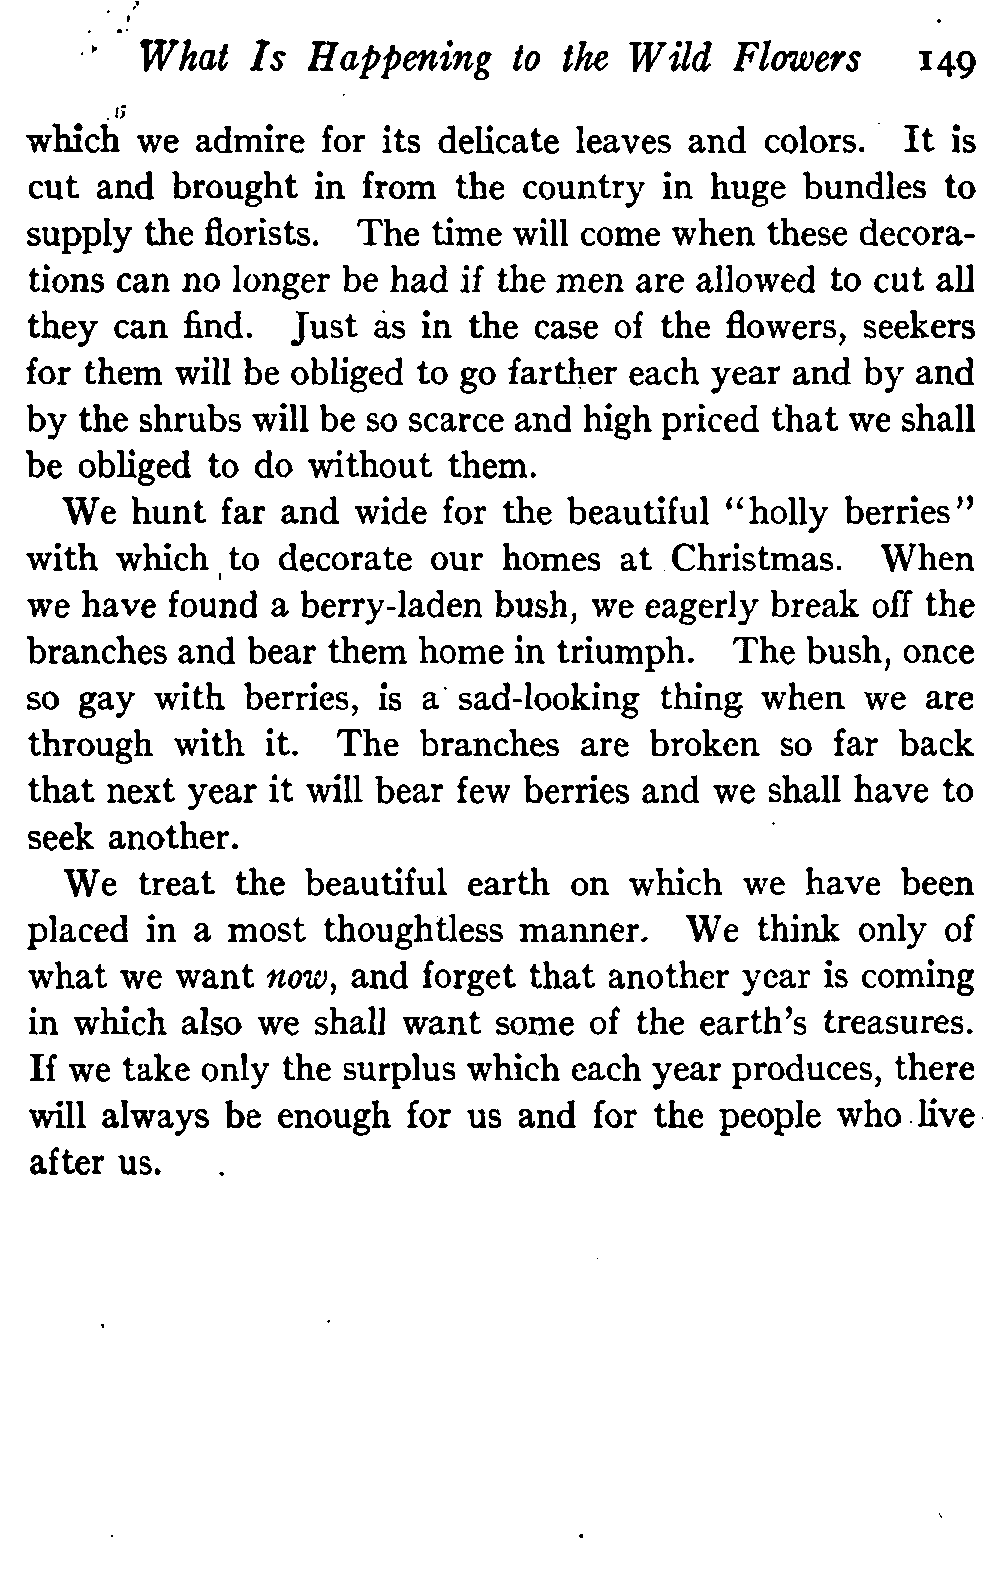 What Is Happening to the Wild Flowers 149
which we admire for its delicate leaves and colors. It is
cut and brought in from the country in huge bundles to
supply the florists. The time will come when these decora-
tions can no longer be had if the men are allowed to cut all
they can find. Just as in the case of the flowers, seekers
for them will be obliged to go farther each year and by and
by the shrubs will be so scarce and high priced that we shall
be obliged to do without them.
We hunt far and wide for the beautiful “holly berries”
with which to decorate our homes at Christmas. When
we have found a berry-laden bush, we eagerly break off the
branches and bear them home in triumph. The bush, once
so gay with berries, is a sad-looking thing when we are
through with it. The branches are broken so far back
that next year it will bear few berries and we shall have to
seek another.
We treat the beautiful earth on which we have been
placed in a most thoughtless manner. We think only of
what we want now, and forget that another year is coming
in which also we shall want some of the earth’s treasures.
If we take only the surplus which each year produces, there
will always be enough for us and for the people who live
after us.